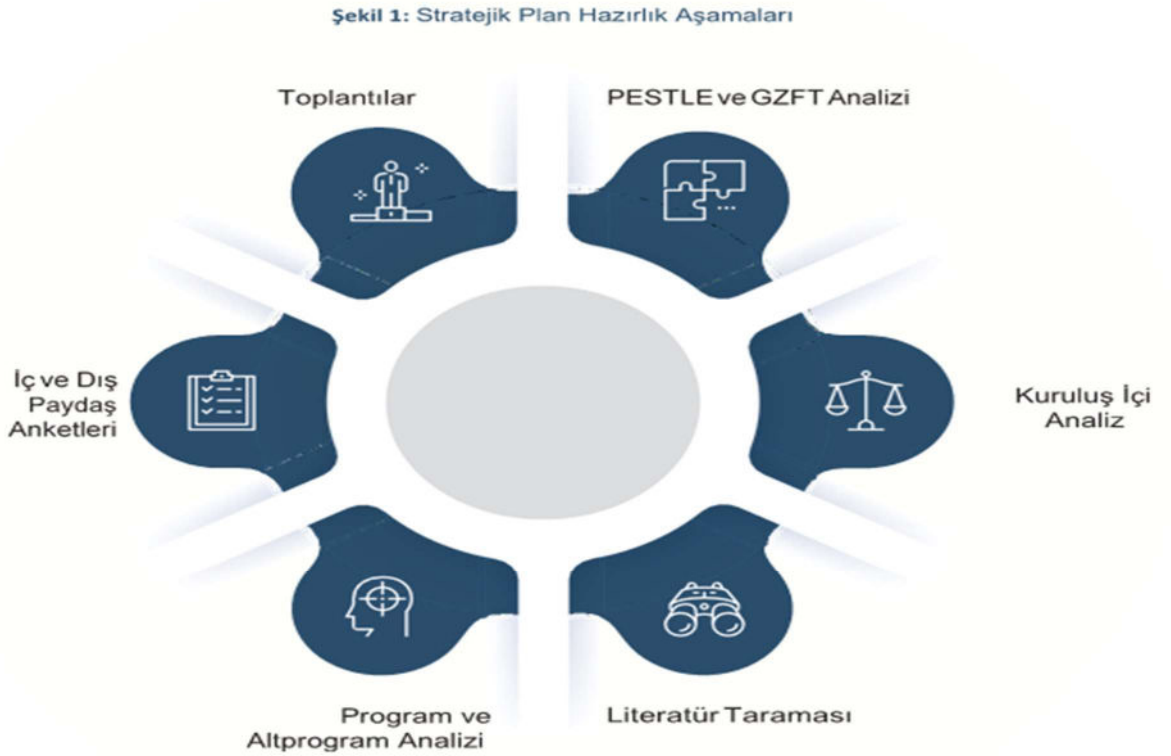 Şekil 1: Stratejik Plan Hazırlık Aşamaları
Toplantılar
PESTLE ve GZFT Analizi
İç ve Dış
Paydaş
Anketleri
Kuruluş İçi
Analiz
Program ve
Altprogram Analizi
Literatür Taraması